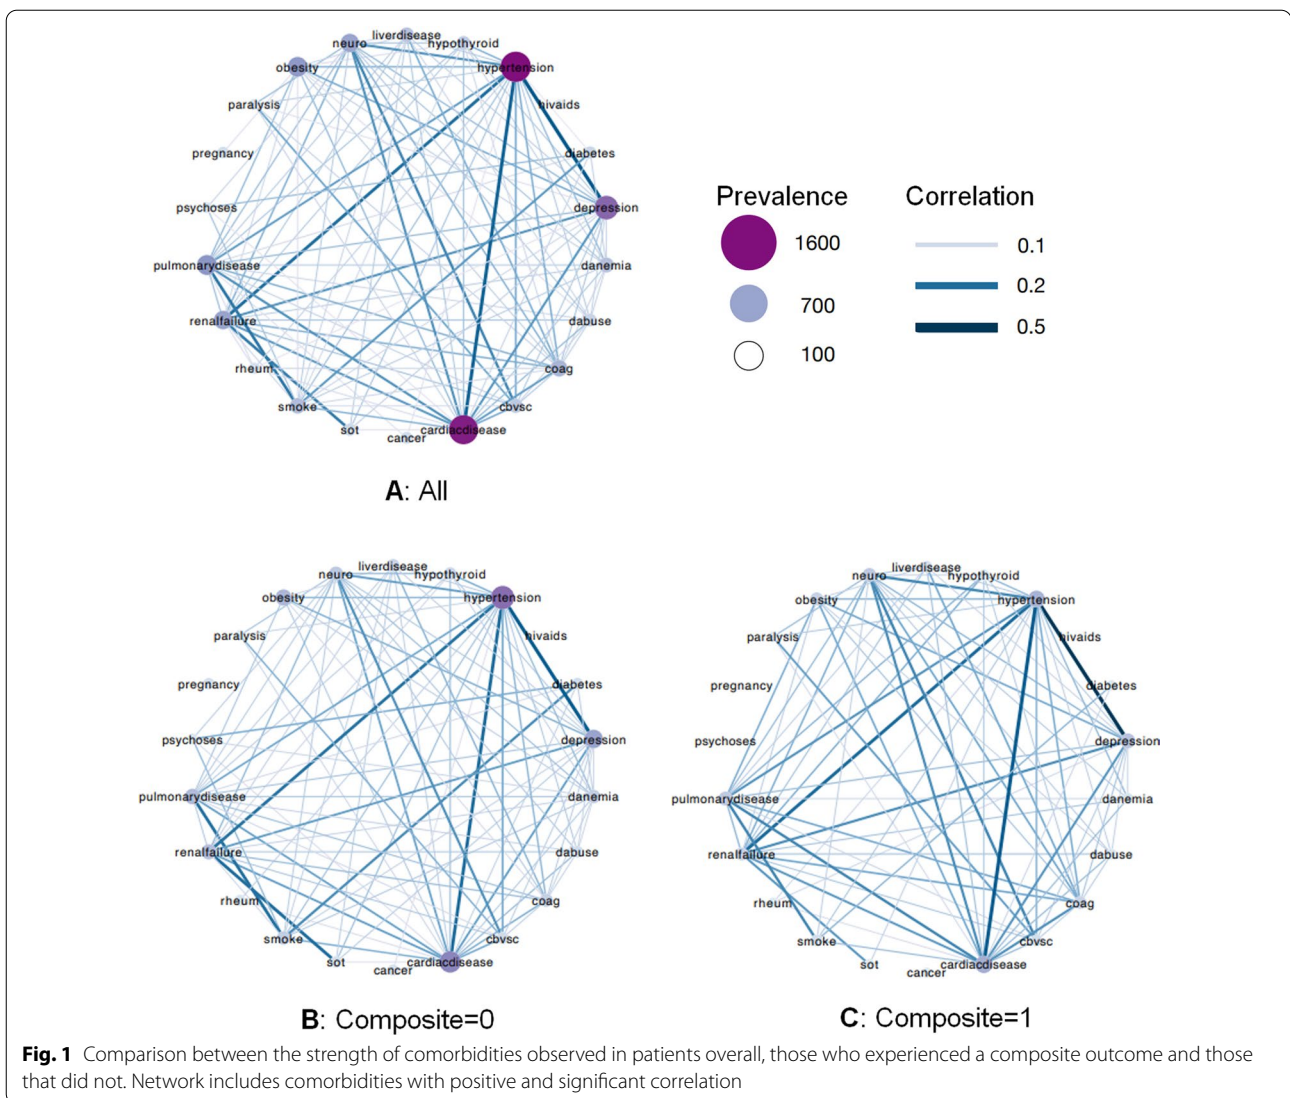 liverdisease
neuro
hypothyroid
obesity
hypertension
paralysis
hivaids
pregnancy
diabetes
psychoses
depression
pulmonarydisease
danemia
renalfailure
dabuse
rheum
coag
smoke
cbvsc
sot
cardiacdisease
cancer
A: All
Prevalence
1600
700
100
Correlation
0.1
0.2
0.5
liverdisease
neuro
hypothyroid
obesity
hypertension
paralysis
hivaids
pregnancy
diabetes
psychoses
depression
pulmonarydisease
danemia
renalfailure
dabuse
rheum
coag
smoke
cbvsc
sot
cardiacdisease
cancer
B: Composite=0
liverdisease
neuro
hypothyroid
obesity
hypertension
paralysis
hivaids
pregnancy
diabetes
psychoses
depression
pulmonarydisease
danemia
renalfailure
dabuse
rheum
coag
smoke
cbvsc
sot
cardiacdisease
cancer
C: Composite=1
Fig. 1 Comparison between the strength of comorbidities observed in patients overall, those who experienced a composite outcome and those
that did not. Network includes comorbidities with positive and significant correlation